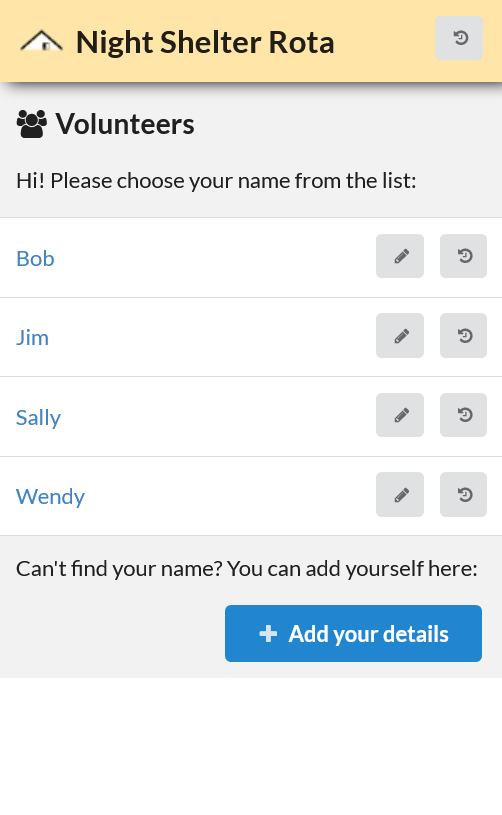 Night Shelter Rota
Volunteers
Hi! Please choose your name from the list:
Bob
Jim
Sally
Wendy
Can't find your name? You can add yourself here:
Add your details